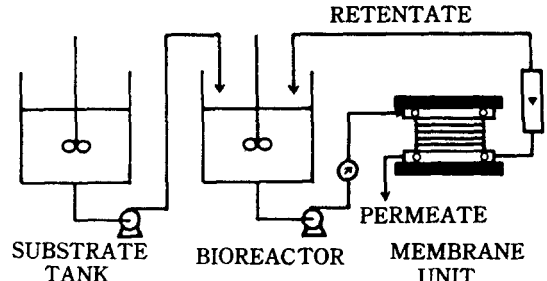 RETENTATE
PERMEATE
SUBSTRATE
TANK
BIOREACTOR
MEMBRANE
UNIT